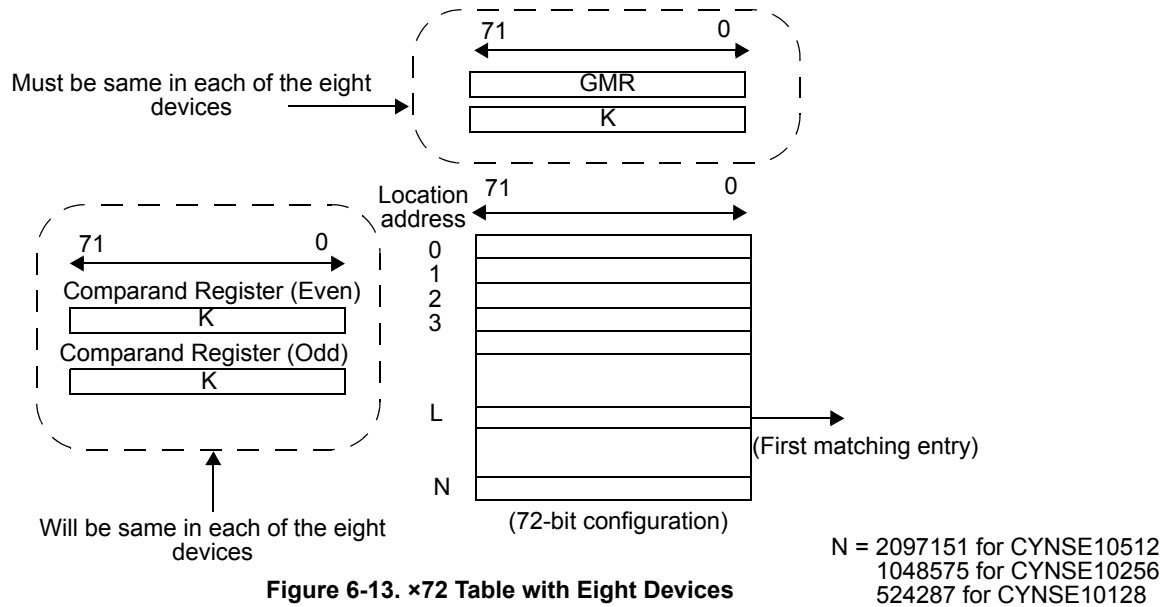 71 0
Must be same in each of the eight
devices
GMR
K
Location
address
71 0
71 0
Comparand Register (Even)
K
Comparand Register (Odd)
K
0
1
2
3
L
(First matching entry)
N
(72-bit configuration)
Will be same in each of the eight
devices
N = 2097151 for CYNSE10512
1048575 for CYNSE10256
524287 for CYNSE10128
Figure 6-13. ×72 Table with Eight Devices